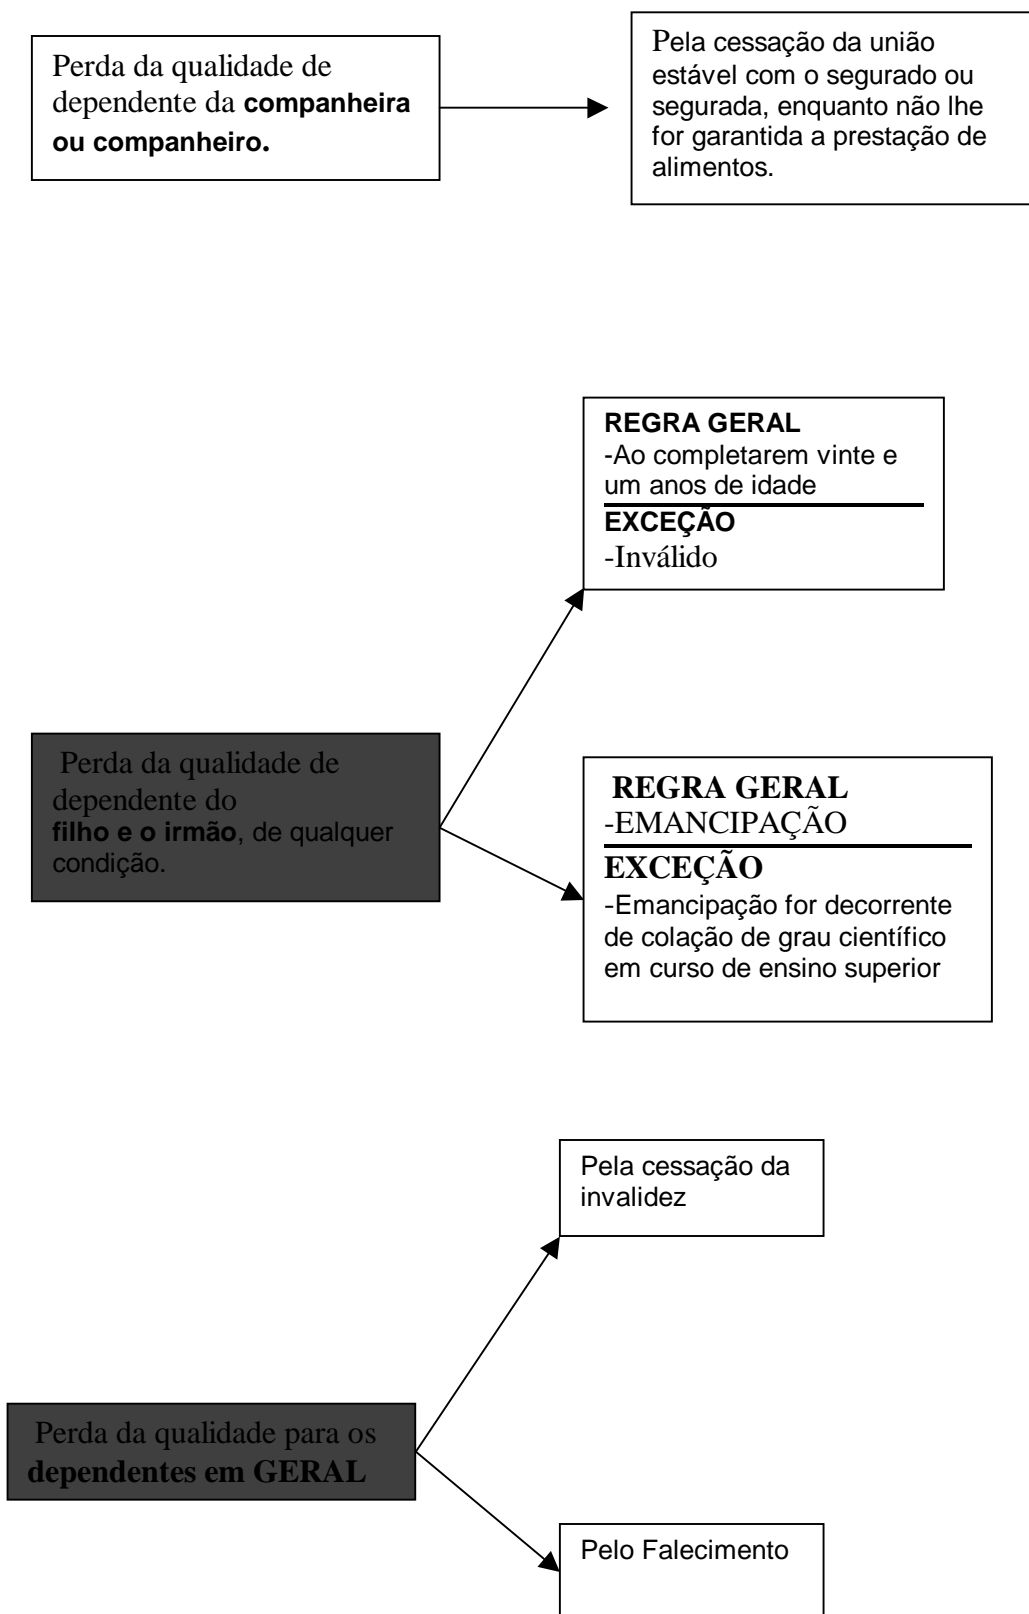 Perda da qualidade de
dependente da companheira
ou companheiro.
Pela cessação da união
estável com o segurado ou
segurada, enquanto não lhe
for garantida a prestação de
alimentos.
REGRA GERAL
-Ao completarem vinte e
um anos de idade
EXCEÇÃO
-Inválido
Perda da qualidade de
dependente do
filho e o irmão, de qualquer
condição.
REGRA GERAL
-EMANCIPAÇÃO
EXCEÇÃO
-Emancipação for decorrente
de colação de grau científico
em curso de ensino superior
Pela cessação da
invalidez
Perda da qualidade para os
dependentes em GERAL
Pelo Falecimento